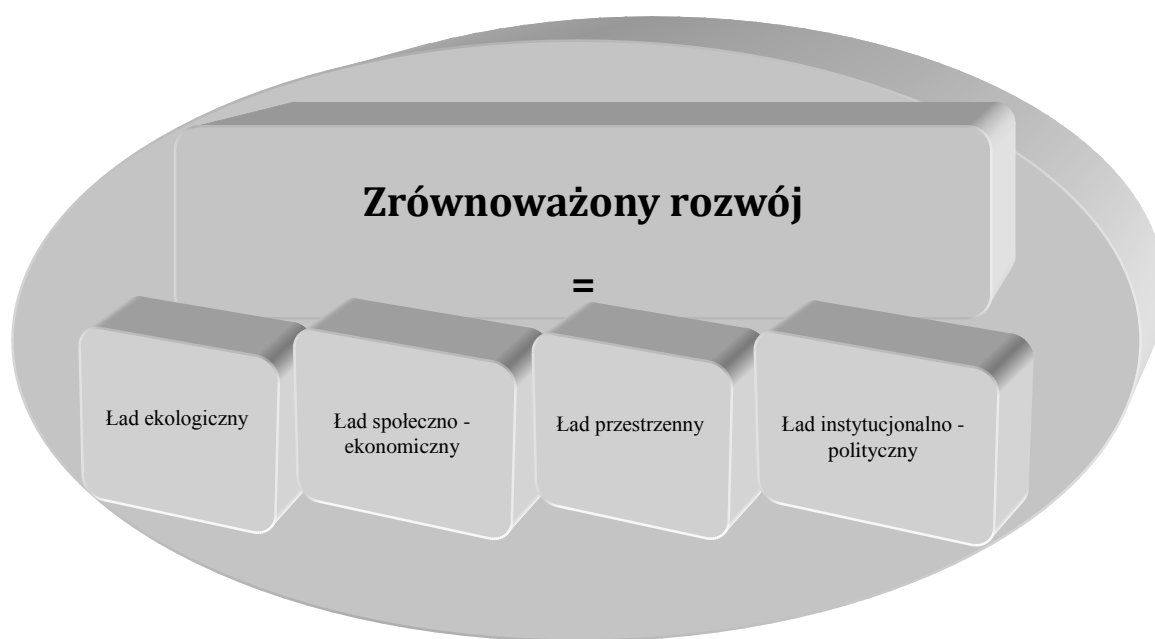 Zrównoważony rozwój
=
Ład ekologiczny
Ład społeczno -
ekonomiczny
Ład przestrzenny
Ład instytucjonalno -
polityczny